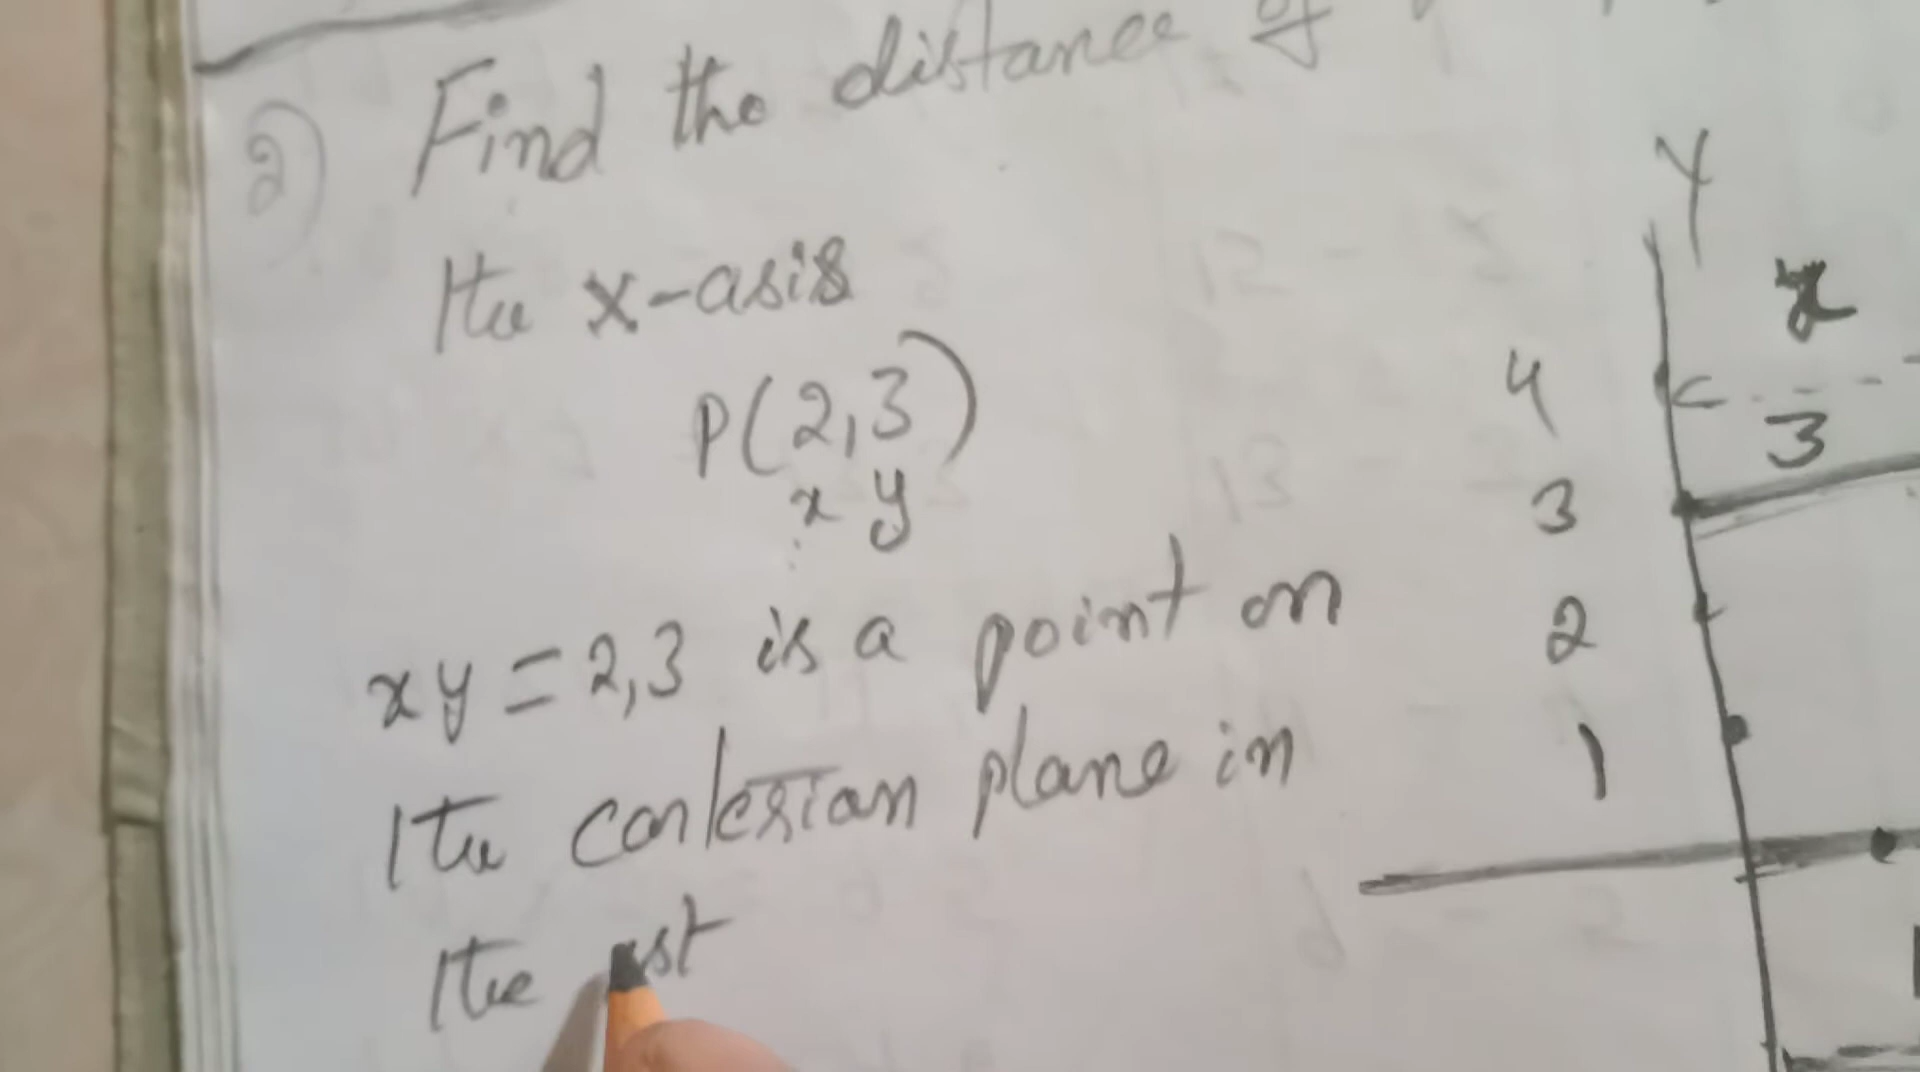 2) Find the distance of
the x-asis
P(2,3)
x y
xy = 2,3 is a point on
the cartesian plane in
the 1st
Y
x
4
3
3
2
1